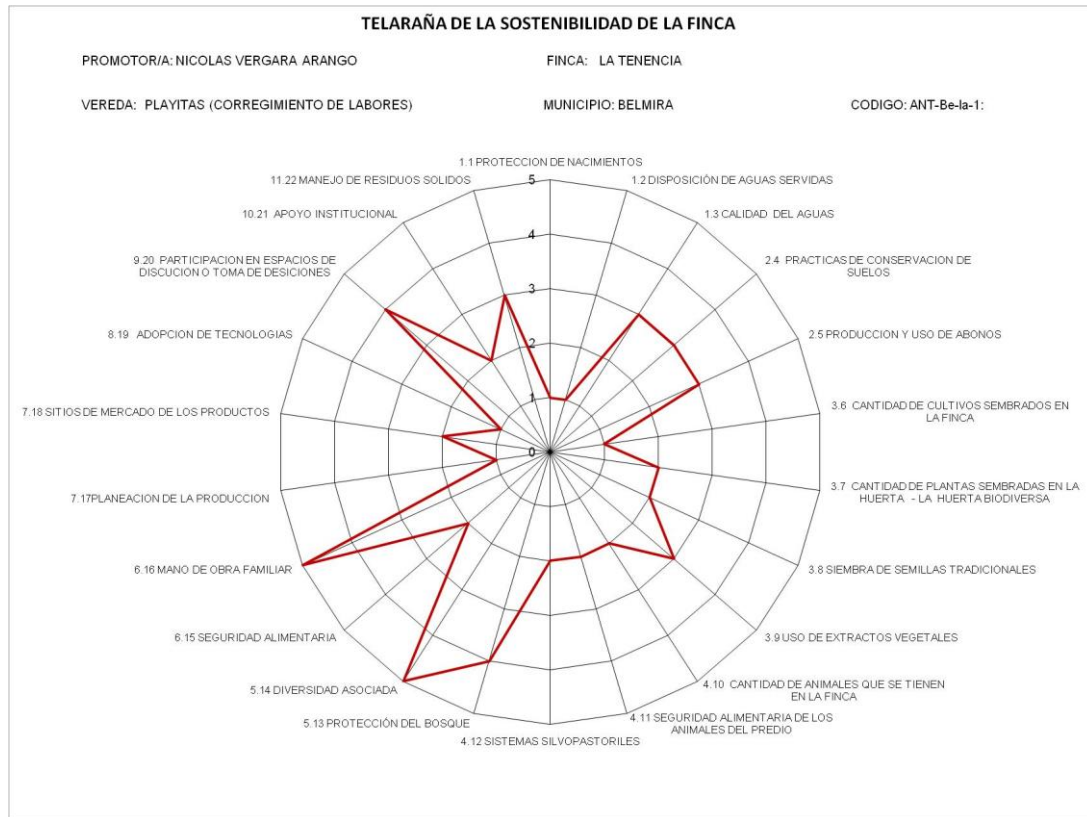 TELARAÑA DE LA SOSTENIBILIDAD DE LA FINCA
PROMOTOR/A: NICOLAS VERGARA ARANGO
FINCA: LA TENENCIA
VEREDA: PLAYITAS (CORREGIMIENTO DE LABORES)
MUNICIPIO: BELMIRA
CODIGO: ANT-Be-la-1:
1.1 PROTECCION DE NACIMIENTOS
1.2 DISPOSICIÓN DE AGUAS SERVIDAS
1.3 CALIDAD DEL AGUAS
2.4 PRACTICAS DE CONSERVACION DE
SUELOS
2.5 PRODUCCION Y USO DE ABONOS
3.6 CANTIDAD DE CULTIVOS SEMBRADOS EN
LA FINCA
3.7 CANTIDAD DE PLANTAS SEMBRADAS EN LA
HUERTA - LA HUERTA BIODIVERSA
3.8 SIEMBRA DE SEMILLAS TRADICIONALES
3.9 USO DE EXTRACTOS VEGETALES
4.10 CANTIDAD DE ANIMALES QUE SE TIENEN
EN LA FINCA
4.11 SEGURIDAD ALIMENTARIA DE LOS
ANIMALES DEL PREDIO
4.12 SISTEMAS SILVOPASTORILES
5.13 PROTECCIÓN DEL BOSQUE
5.14 DIVERSIDAD ASOCIADA
6.15 SEGURIDAD ALIMENTARIA
6.16 MANO DE OBRA FAMILIAR
7.17PLANEACION DE LA PRODUCCION
7.18 SITIOS DE MERCADO DE LOS PRODUCTOS
8.19 ADOPCION DE TECNOLOGIAS
9.20 PARTICIPACION EN ESPACIOS DE
DISCUCIÓN O TOMA DE DESICIONES
10.21 APOYO INSTITUCIONAL
11.22 MANEJO DE RESIDUOS SOLIDOS
5
4
3
2
1
0